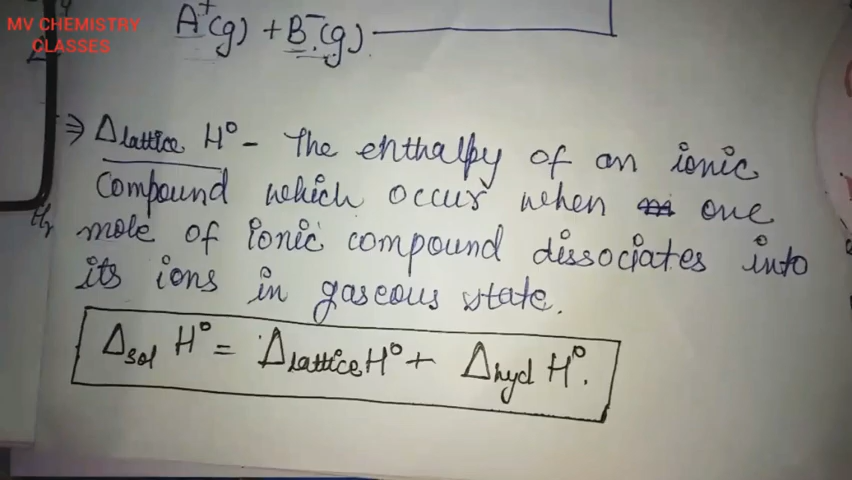 MV CHEMISTRY
CLASSES
A⁺(g) + B⁻(g)
⇒ Δlattice H° - The enthalpy of an ionic
compound which occur when one
mole of ionic compound dissociates into
its ions in gaseous state.
Δsol H° = Δlattice H° + Δhyd H°.